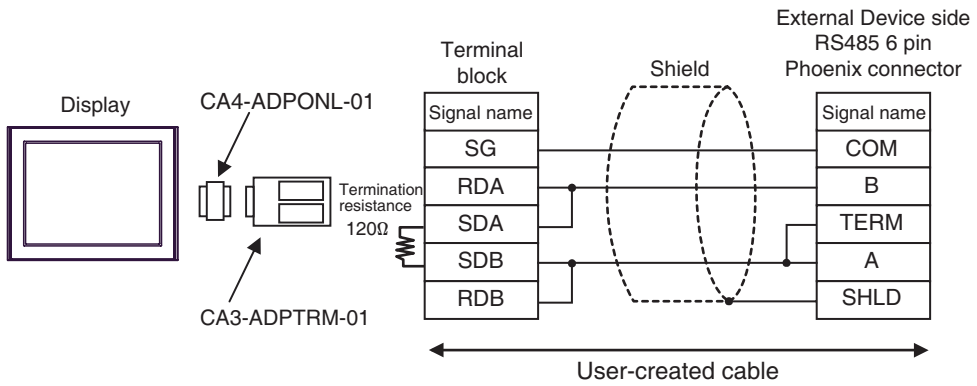 External Device side
RS485 6 pin
Phoenix connector
Terminal
block
Shield
Display
CA4-ADPONL-01
Signal name
Signal name
SG
COM
RDA
B
Termination
resistance
120Ω
SDA
TERM
SDB
A
RDB
SHLD
CA3-ADPTRM-01
User-created cable